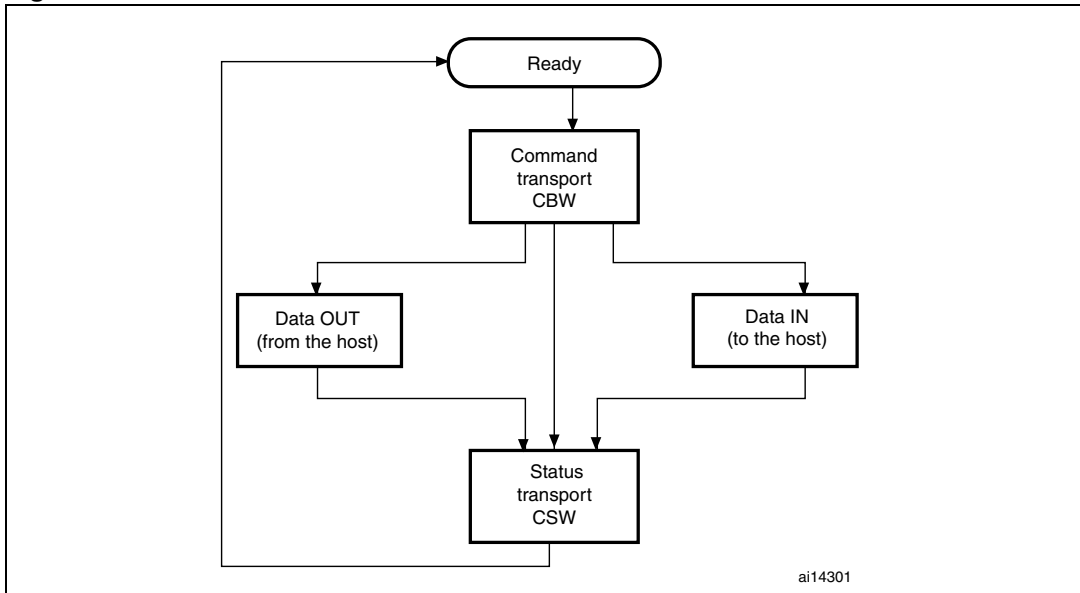 Ready
Command
transport
CBW
Data OUT
(from the host)
Data IN
(to the host)
Status
transport
CSW
ai14301